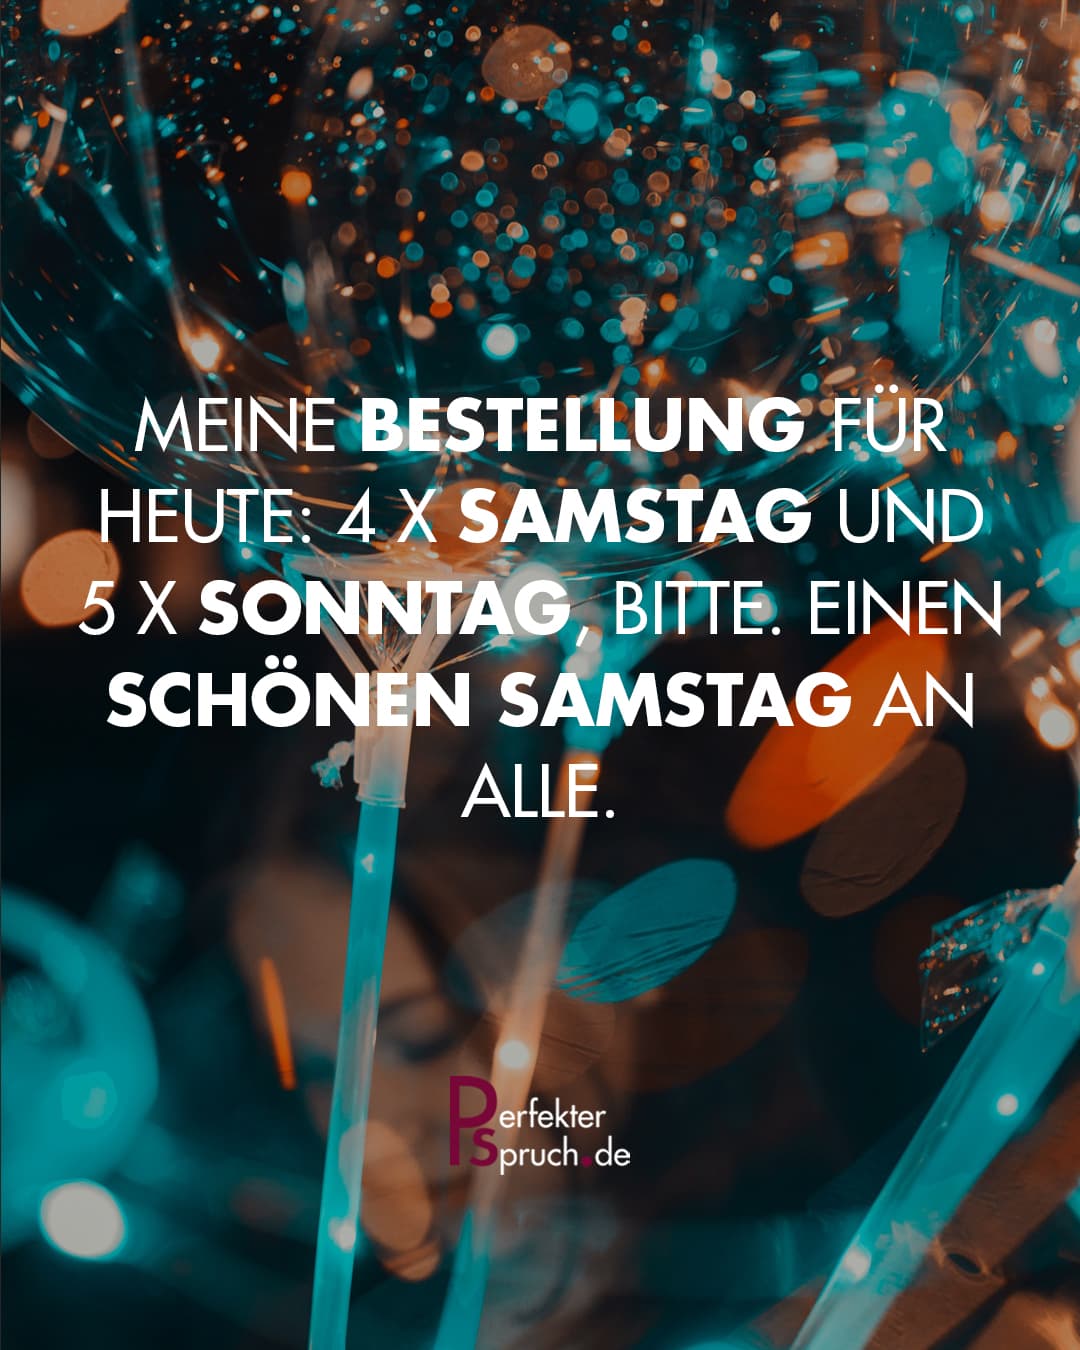 MEINE BESTELLUNG FÜR
HEUTE: 4 X SAMSTAG UND
5 X SONNTAG, BITTE. EINEN
SCHÖNEN SAMSTAG AN
ALLE.
Perfekter
Spruch.de